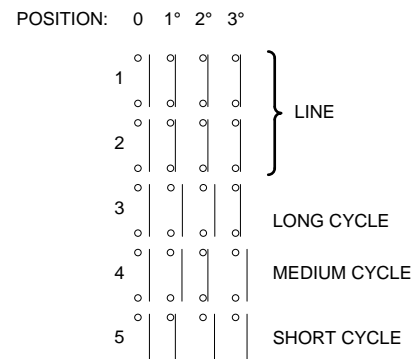 POSITION: 0 1° 2° 3°
1
LINE
2
3
LONG CYCLE
4
MEDIUM CYCLE
5
SHORT CYCLE